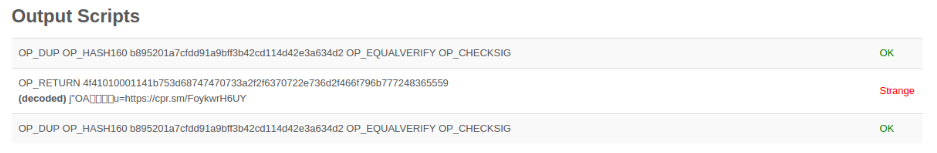 Output Scripts
OP_DUP OP_HASH160 b895201a7cfdd91a9bff3b42cd114d42e3a634d2 OP_EQUALVERIFY OP_CHECKSIG OK
OP_RETURN 4f41010001141b753d68747470733a2f2f6370722e736d2f466f796b777248365559
(decoded) j"OA□□□□u=https://cpr.sm/FoykwrH6UY
Strange
OP_DUP OP_HASH160 b895201a7cfdd91a9bff3b42cd114d42e3a634d2 OP_EQUALVERIFY OP_CHECKSIG OK